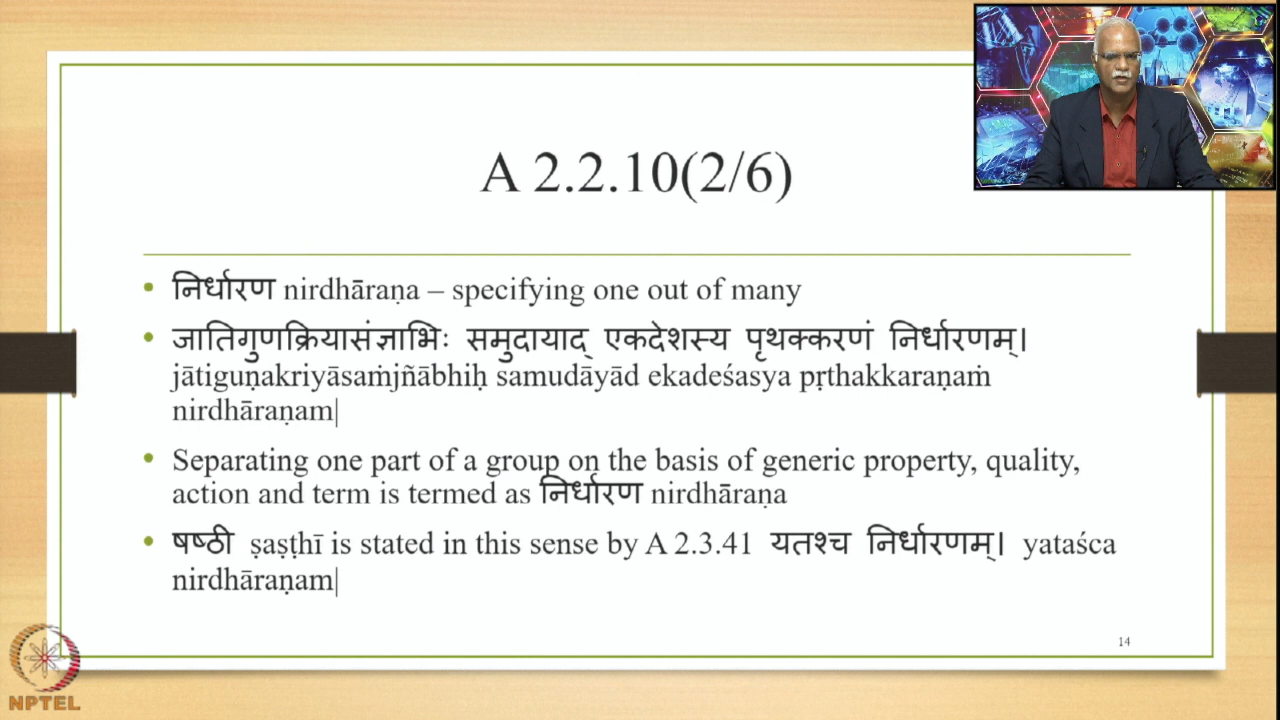 A 2.2.10(2/6)
निर्धारण nirdhāraṇa – specifying one out of many
जातिगुणक्रियासंज्ञाभिः समुदायाद् एकदेशस्य पृथक्करणं निर्धारणम्।
jātiguṇakriyāsaṁjñābhiḥ samudāyād ekadeśasya pṛthakkaraṇaṁ
nirdhāraṇam|
Separating one part of a group on the basis of generic property, quality,
action and term is termed as निर्धारण nirdhāraṇa
षष्ठी ṣaṣṭhī is stated in this sense by A 2.3.41 यतश्च निर्धारणम्। yataśca
nirdhāraṇam|
14
NPTEL